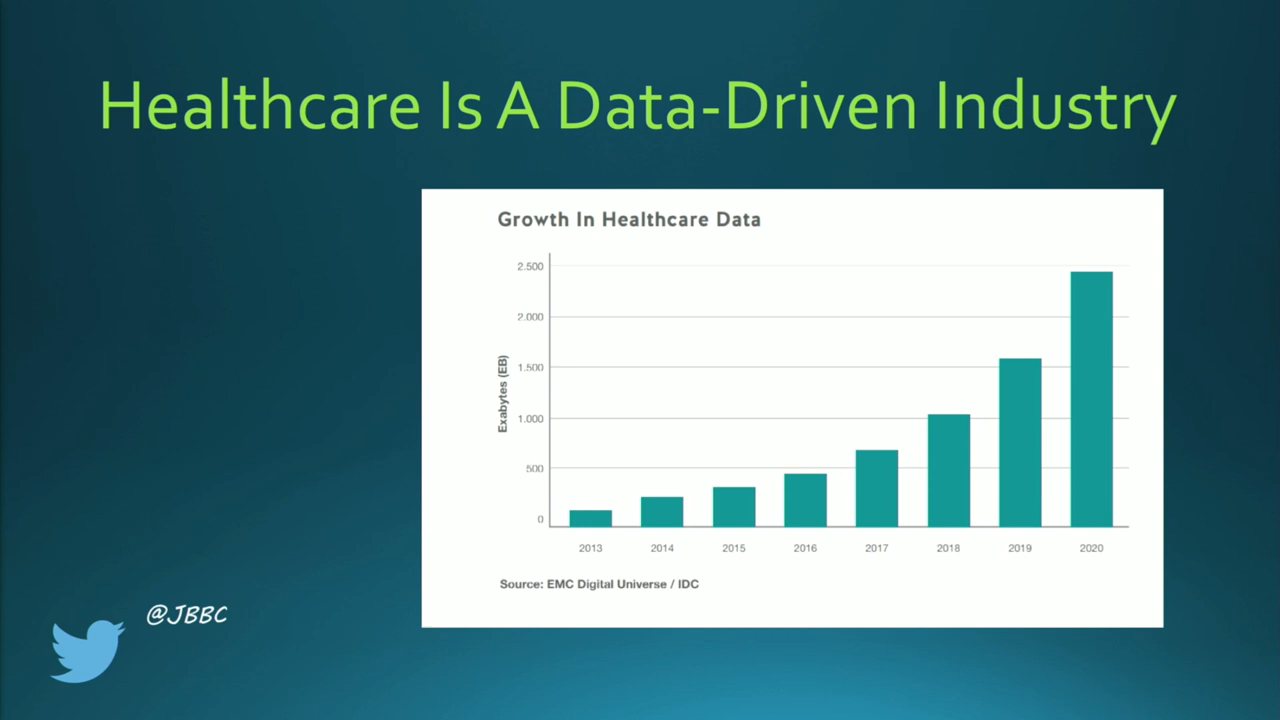 Healthcare Is A Data-Driven Industry
Growth In Healthcare Data
Exabytes (EB)
2.500
2.000
1.500
1.000
500
0
2013 2014 2015 2016 2017 2018 2019 2020
Source: EMC Digital Universe / IDC
@JBBC